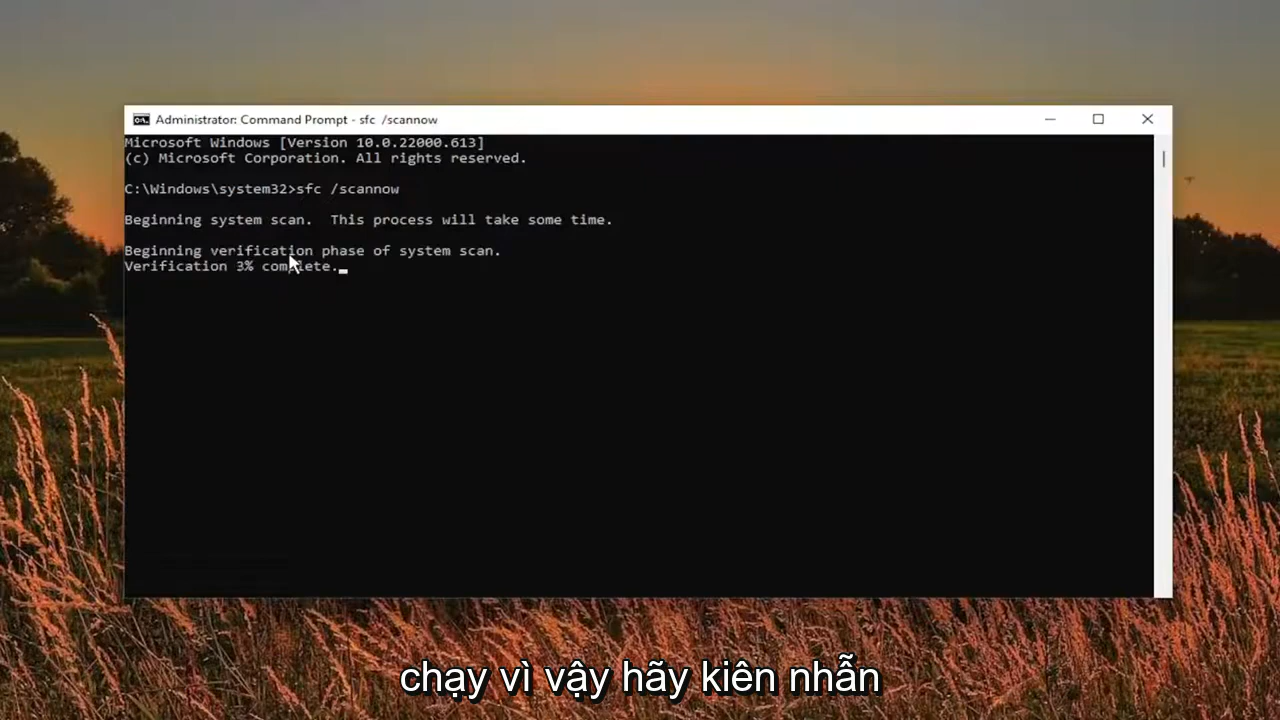 Administrator: Command Prompt - sfc /scannow
Microsoft Windows [Version 10.0.22000.613]
(c) Microsoft Corporation. All rights reserved.
C:\Windows\system32>sfc /scannow
Beginning system scan. This process will take some time.
Beginning verification phase of system scan.
Verification 3% complete.
chạy vì vậy hãy kiên nhẫn